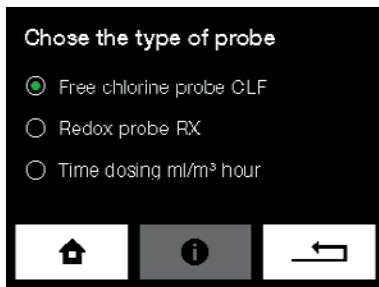 Chose the type of probe
Free chlorine probe CLF
Redox probe RX
Time dosing ml/m³ hour